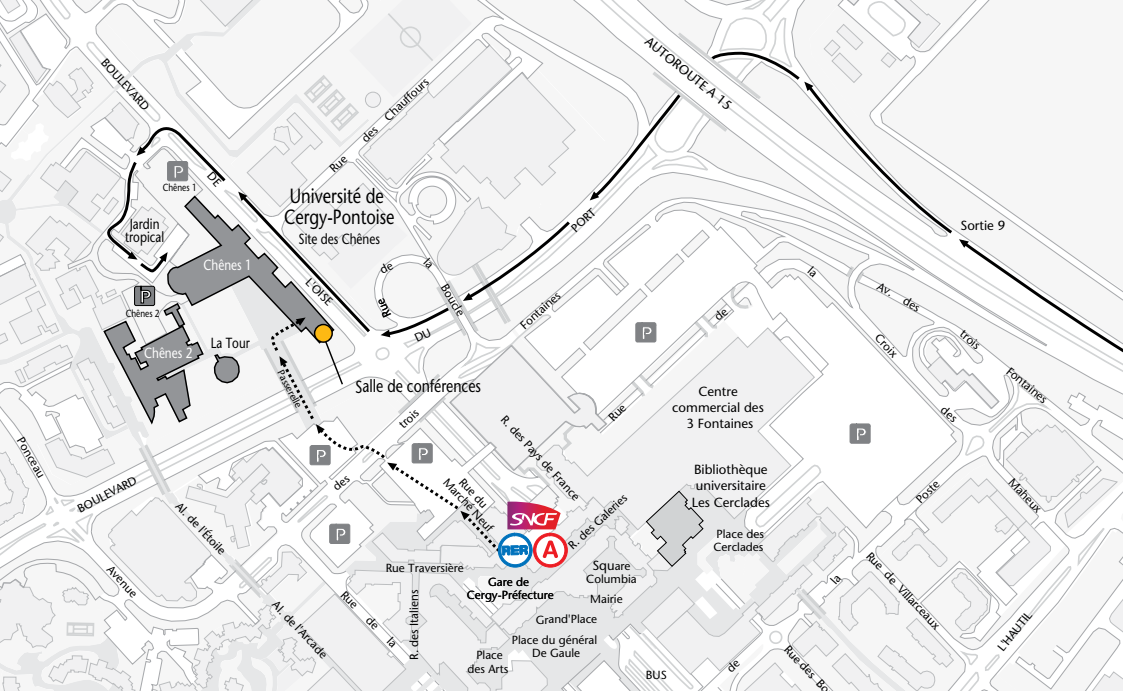 AUTOROUTE A 15
BOULEVARD
DE
L'OISE
Rue des Chauffours
P
Chênes 1
Université de
Cergy-Pontoise
Site des Chênes
Jardin
tropical
Chênes 1
P
Chênes 2
Chênes 2
La Tour
Sortie 9
PORT
DU
BOULEVARD
Rue de la Boucle
Fontaines
trois
des
Rue de la
Salle de conférences
Passerelle
P
P
P
P
P
Rue de
la
Croix
des
Av. des trois Fontaines
Centre
commercial des
3 Fontaines
Bibliothèque
universitaire
Les Cerclades
Place des
Cerclades
R. des Pays de France
Rue du
Marché Neuf
R. des Galeries
SNCF
RER
A
Gare de
Cergy-Préfecture
Rue Traversière
R. des Italiens
Square
Columbia
Mairie
Grand'Place
Place du général
De Gaule
Place
des Arts
BUS
Ponceau
Avenue
Al. de l'Étoile
Al. de l'Arcade
Poste
la
de
Maheux
Rue de Villarceaux
L'HAUTIL
Rue des